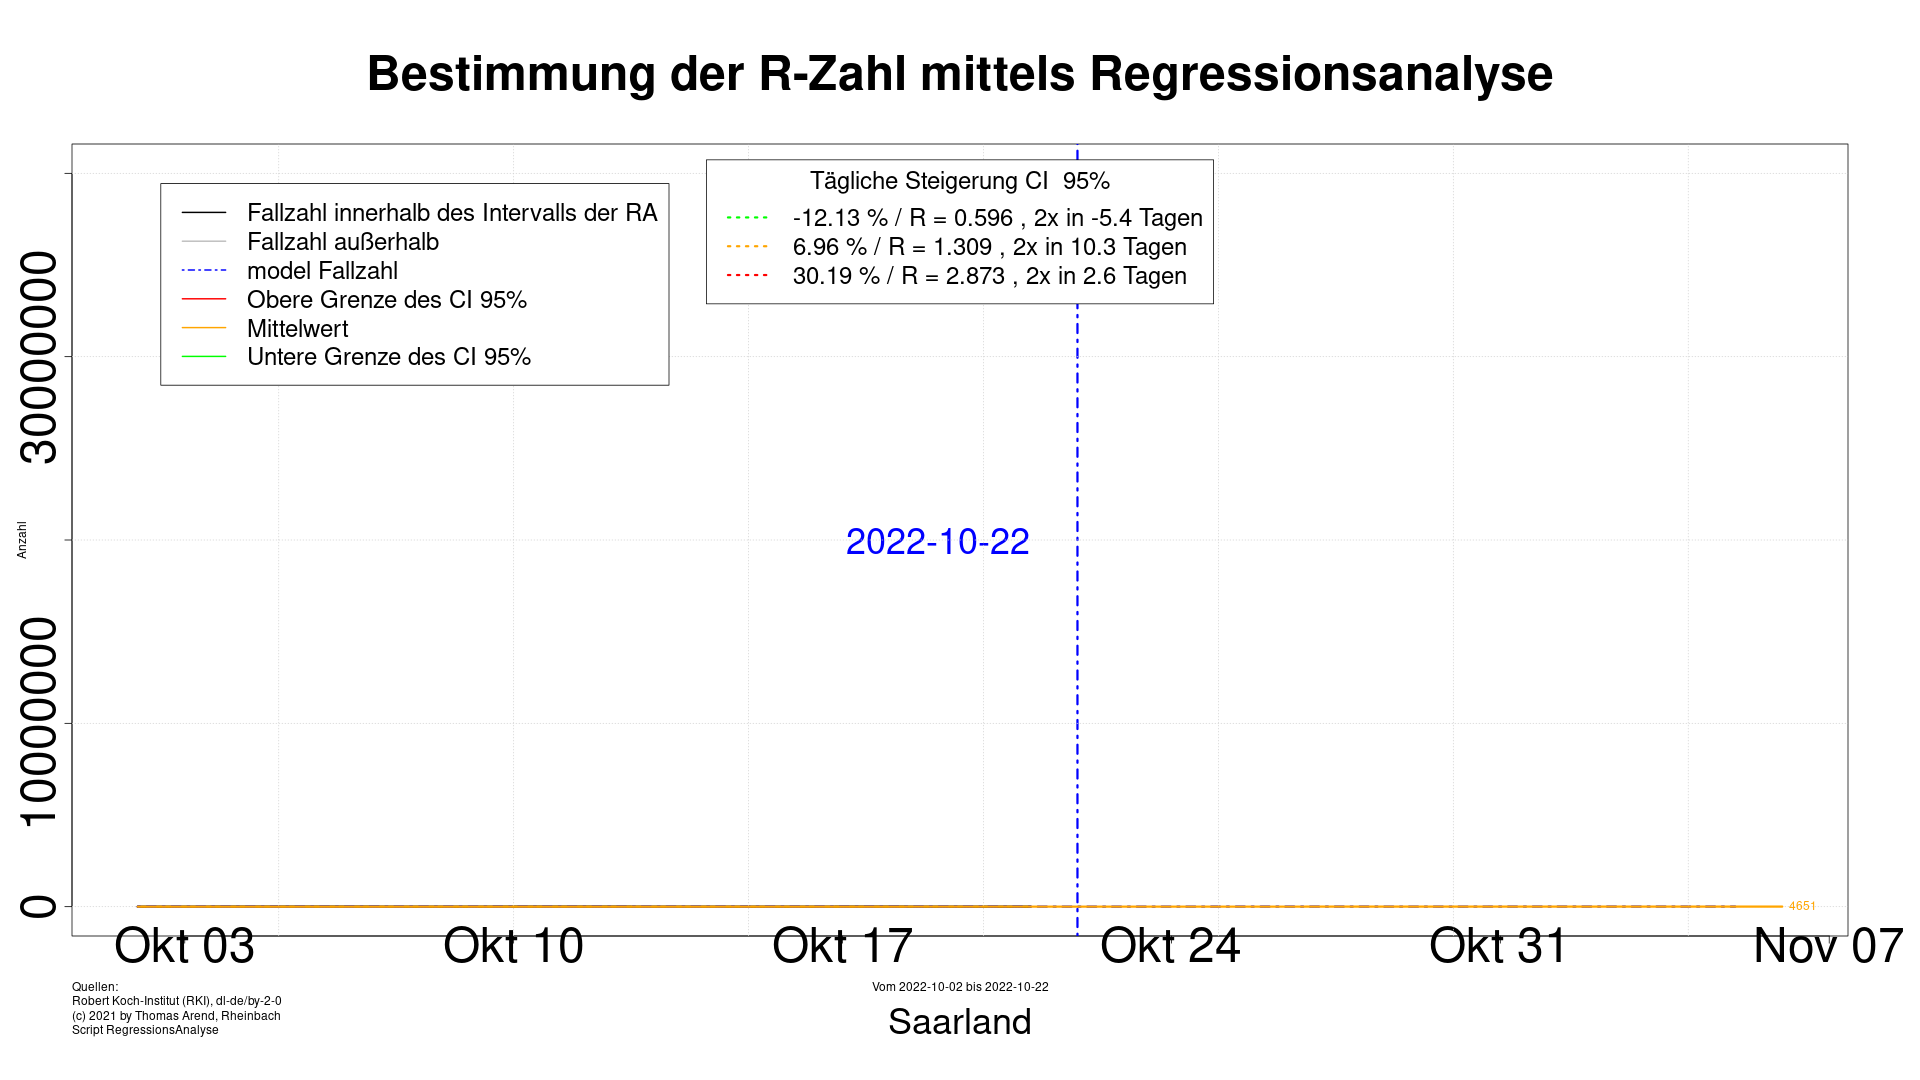 Bestimmung der R-Zahl mittels Regressionsanalyse
Fallzahl innerhalb des Intervalls der RA
Fallzahl außerhalb
model Fallzahl
Obere Grenze des CI 95%
Mittelwert
Untere Grenze des CI 95%
Tägliche Steigerung CI  95%
-12.13 % / R = 0.596 , 2x in -5.4 Tagen
6.96 % / R = 1.309 , 2x in 10.3 Tagen
30.19 % / R = 2.873 , 2x in 2.6 Tagen
30000000
10000000
0
Anzahl
2022-10-22
4651
Okt 03 Okt 10 Okt 17 Okt 24 Okt 31 Nov 07
Quellen:
Robert Koch-Institut (RKI), dl-de/by-2-0
(c) 2021 by Thomas Arend, Rheinbach
Script RegressionsAnalyse
Vom 2022-10-02 bis 2022-10-22
Saarland